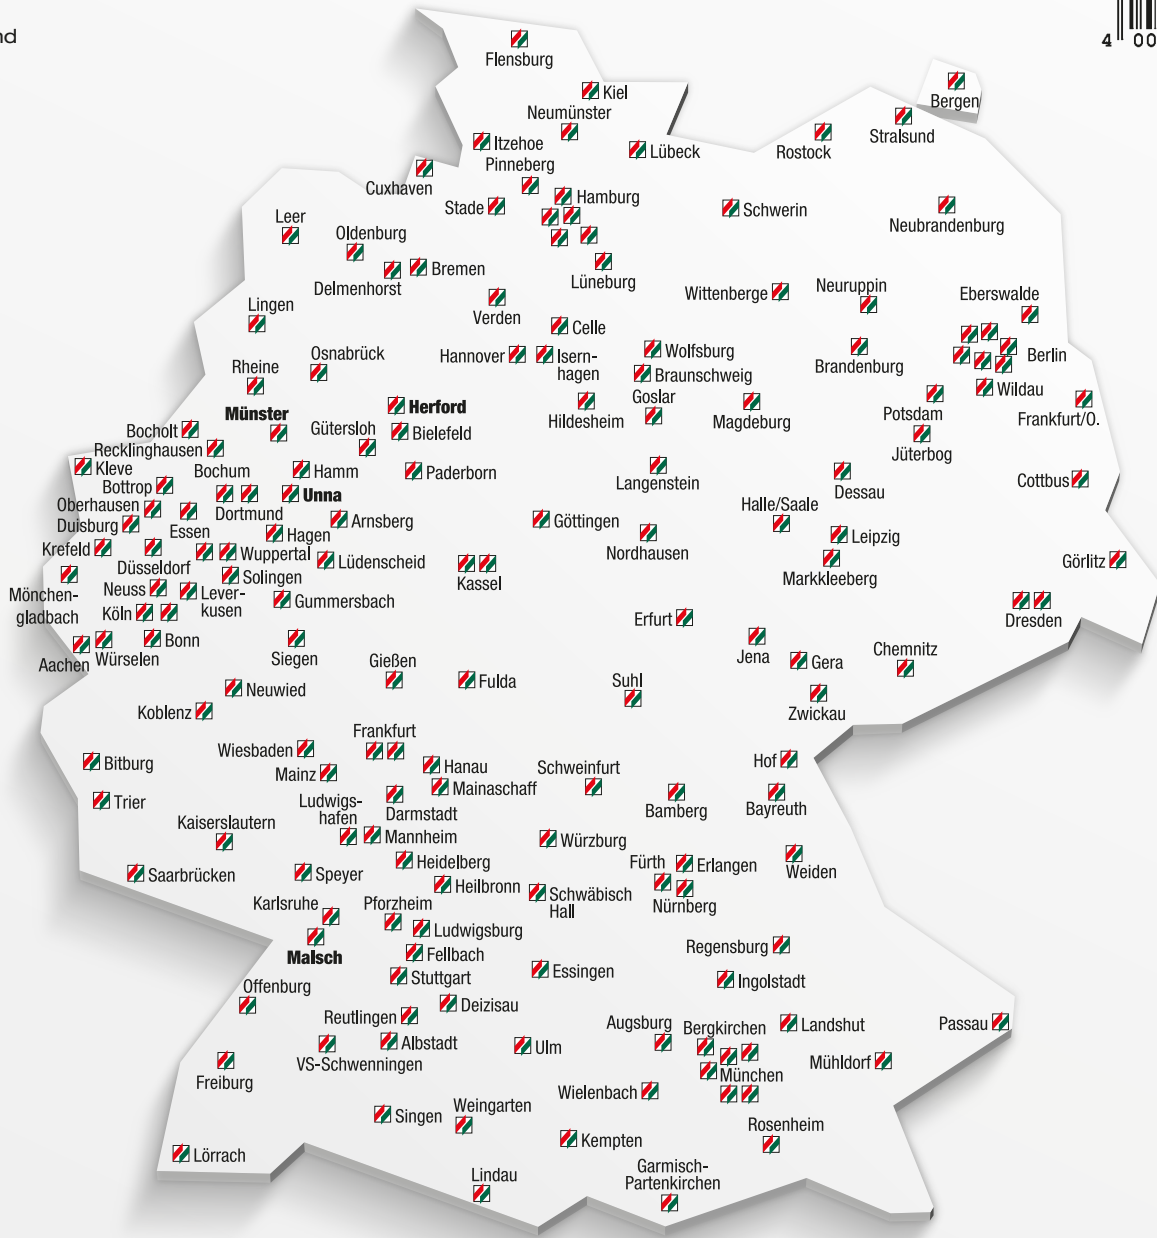 nd
4 00
Flensburg
Kiel
Neumünster
Bergen
Stralsund
Rostock
Itzehoe
Lübeck
Pinneberg
Cuxhaven
Hamburg
Stade
Schwerin
Neubrandenburg
Leer
Oldenburg
Bremen
Delmenhorst
Lüneburg
Wittenberge
Neuruppin
Eberswalde
Verden
Lingen
Celle
Hannover
Isern-
hagen
Wolfsburg
Brandenburg
Berlin
Osnabrück
Rheine
Braunschweig
Wildau
Herford
Hildesheim
Goslar
Magdeburg
Potsdam
Frankfurt/O.
Münster
Gütersloh
Bielefeld
Bocholt
Recklinghausen
Jüterbog
Kleve
Bochum
Hamm
Paderborn
Langenstein
Dessau
Cottbus
Bottrop
Unna
Oberhausen
Dortmund
Duisburg
Essen
Hagen
Arnsberg
Göttingen
Halle/Saale
Nordhausen
Leipzig
Krefeld
Düsseldorf
Wuppertal
Lüdenscheid
Kassel
Markkleeberg
Görlitz
Mönchen-
gladbach
Neuss
Solingen
Lever-
kusen
Gummersbach
Köln
Erfurt
Dresden
Aachen
Würselen
Bonn
Siegen
Gießen
Jena
Gera
Chemnitz
Neuwied
Fulda
Suhl
Zwickau
Koblenz
Frankfurt
Wiesbaden
Bitburg
Mainz
Hanau
Schweinfurt
Hof
Mainaschaff
Trier
Ludwigs-
hafen
Darmstadt
Bamberg
Bayreuth
Kaiserslautern
Mannheim
Würzburg
Heidelberg
Fürth
Erlangen
Weiden
Saarbrücken
Speyer
Heilbronn
Schwäbisch
Hall
Nürnberg
Karlsruhe
Pforzheim
Ludwigsburg
Malsch
Fellbach
Regensburg
Stuttgart
Essingen
Ingolstadt
Offenburg
Deizisau
Reutlingen
Augsburg
Bergkirchen
Landshut
Passau
VS-Schwenningen
Albstadt
Ulm
München
Mühldorf
Freiburg
Wielenbach
Singen
Weingarten
Kempten
Rosenheim
Lörrach
Lindau
Garmisch-
Partenkirchen